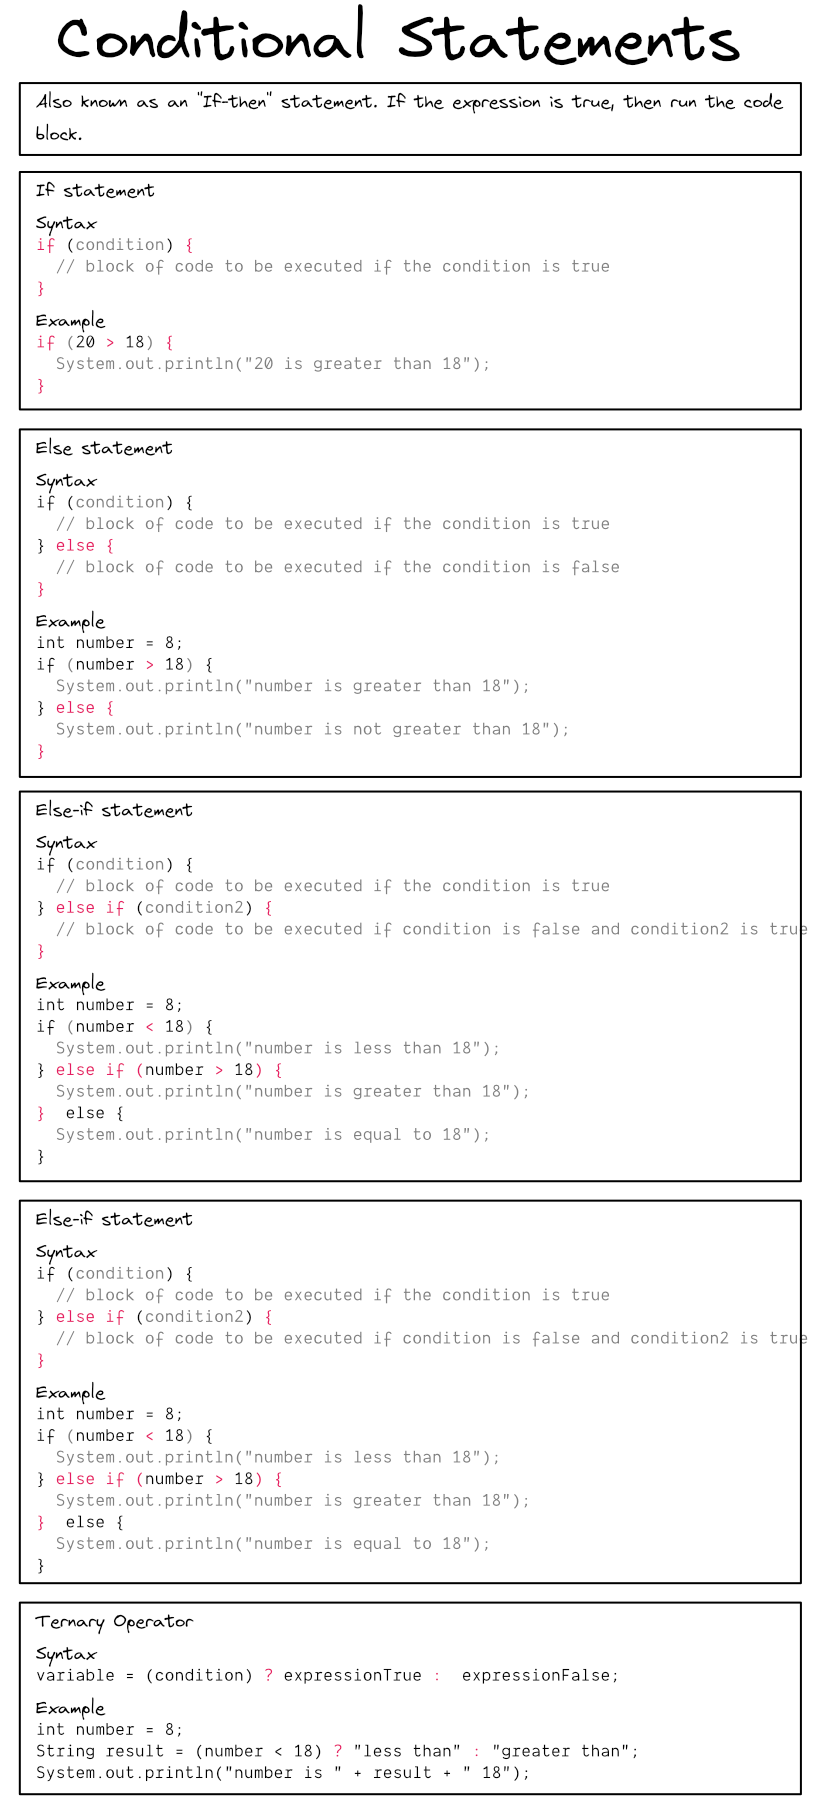 Conditional Statements
Also known as an "If-then" statement. If the expression is true, then run the code
block.
If statement
Syntax
if (condition) {
  // block of code to be executed if the condition is true
}
Example
if (20 > 18) {
  System.out.println("20 is greater than 18");
}
Else statement
Syntax
if (condition) {
  // block of code to be executed if the condition is true
} else {
  // block of code to be executed if the condition is false
}
Example
int number = 8;
if (number > 18) {
  System.out.println("number is greater than 18");
} else {
  System.out.println("number is not greater than 18");
}
Else-if statement
Syntax
if (condition) {
  // block of code to be executed if the condition is true
} else if (condition2) {
  // block of code to be executed if condition is false and condition2 is true
}
Example
int number = 8;
if (number < 18) {
  System.out.println("number is less than 18");
} else if (number > 18) {
  System.out.println("number is greater than 18");
}  else {
  System.out.println("number is equal to 18");
}
Else-if statement
Syntax
if (condition) {
  // block of code to be executed if the condition is true
} else if (condition2) {
  // block of code to be executed if condition is false and condition2 is true
}
Example
int number = 8;
if (number < 18) {
  System.out.println("number is less than 18");
} else if (number > 18) {
  System.out.println("number is greater than 18");
}  else {
  System.out.println("number is equal to 18");
}
Ternary Operator
Syntax
variable = (condition) ? expressionTrue :  expressionFalse;
Example
int number = 8;
String result = (number < 18) ? "less than" : "greater than";
System.out.println("number is " + result + " 18");